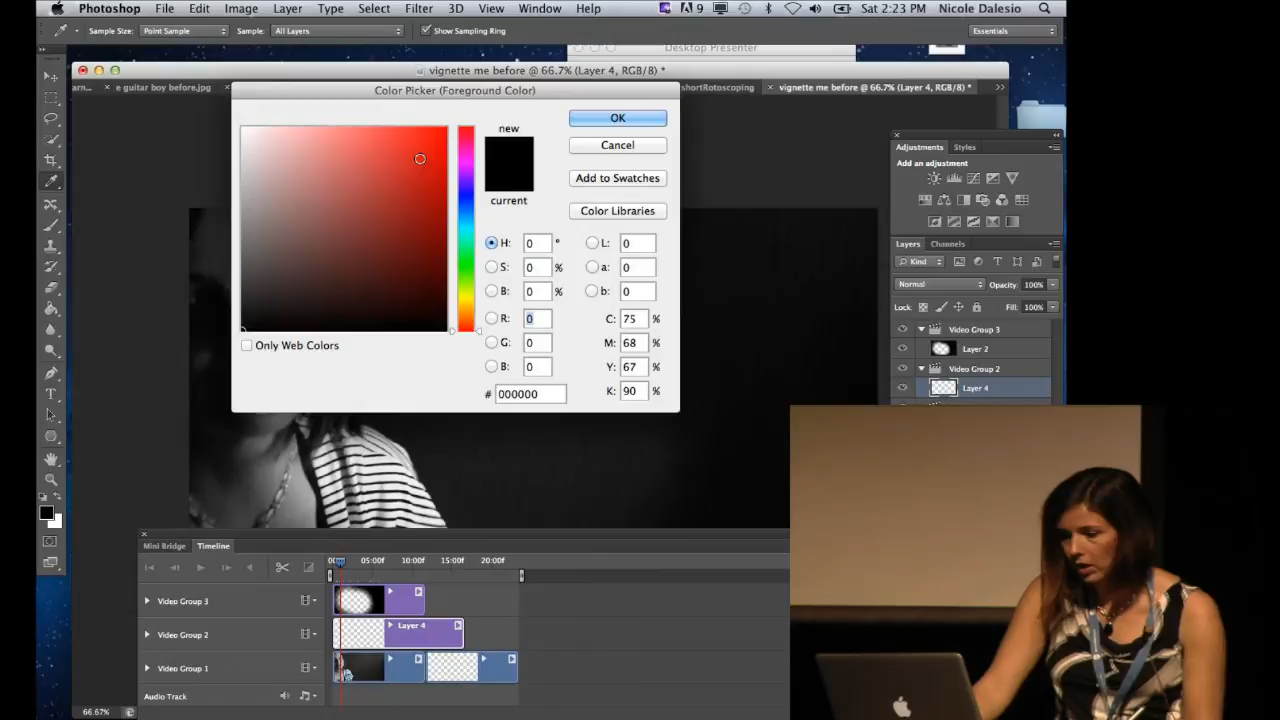 Photoshop File Edit Image Layer Type Select Filter 3D View Window Help 9 Sat 2:23 PM Nicole Dalesio
Sample Size: Point Sample Sample: All Layers Show Sampling Ring Essentials
Desktop Presenter
vignette me before @ 66.7% (Layer 4, RGB/8) *
arn... × e guitar boy before.jpg × shortRotoscoping × vignette me before @ 66.7% (Layer 4, RGB/8) * >>
Color Picker (Foreground Color)
new
current
OK
Cancel
Add to Swatches
Color Libraries
H: 0 ° L: 0
S: 0 % a: 0
B: 0 % b: 0
R: 0 C: 75 %
G: 0 M: 68 %
B: 0 Y: 67 %
# 000000 K: 90 %
Only Web Colors
Adjustments Styles
Add an adjustment
Layers Channels
Kind
Normal Opacity: 100%
Lock: Fill: 100%
Video Group 3
Layer 2
Video Group 2
Layer 4
Mini Bridge Timeline
05:00f 10:00f 15:00f 20:00f
Video Group 3
Video Group 2 Layer 4
Video Group 1
Audio Track
66.67%